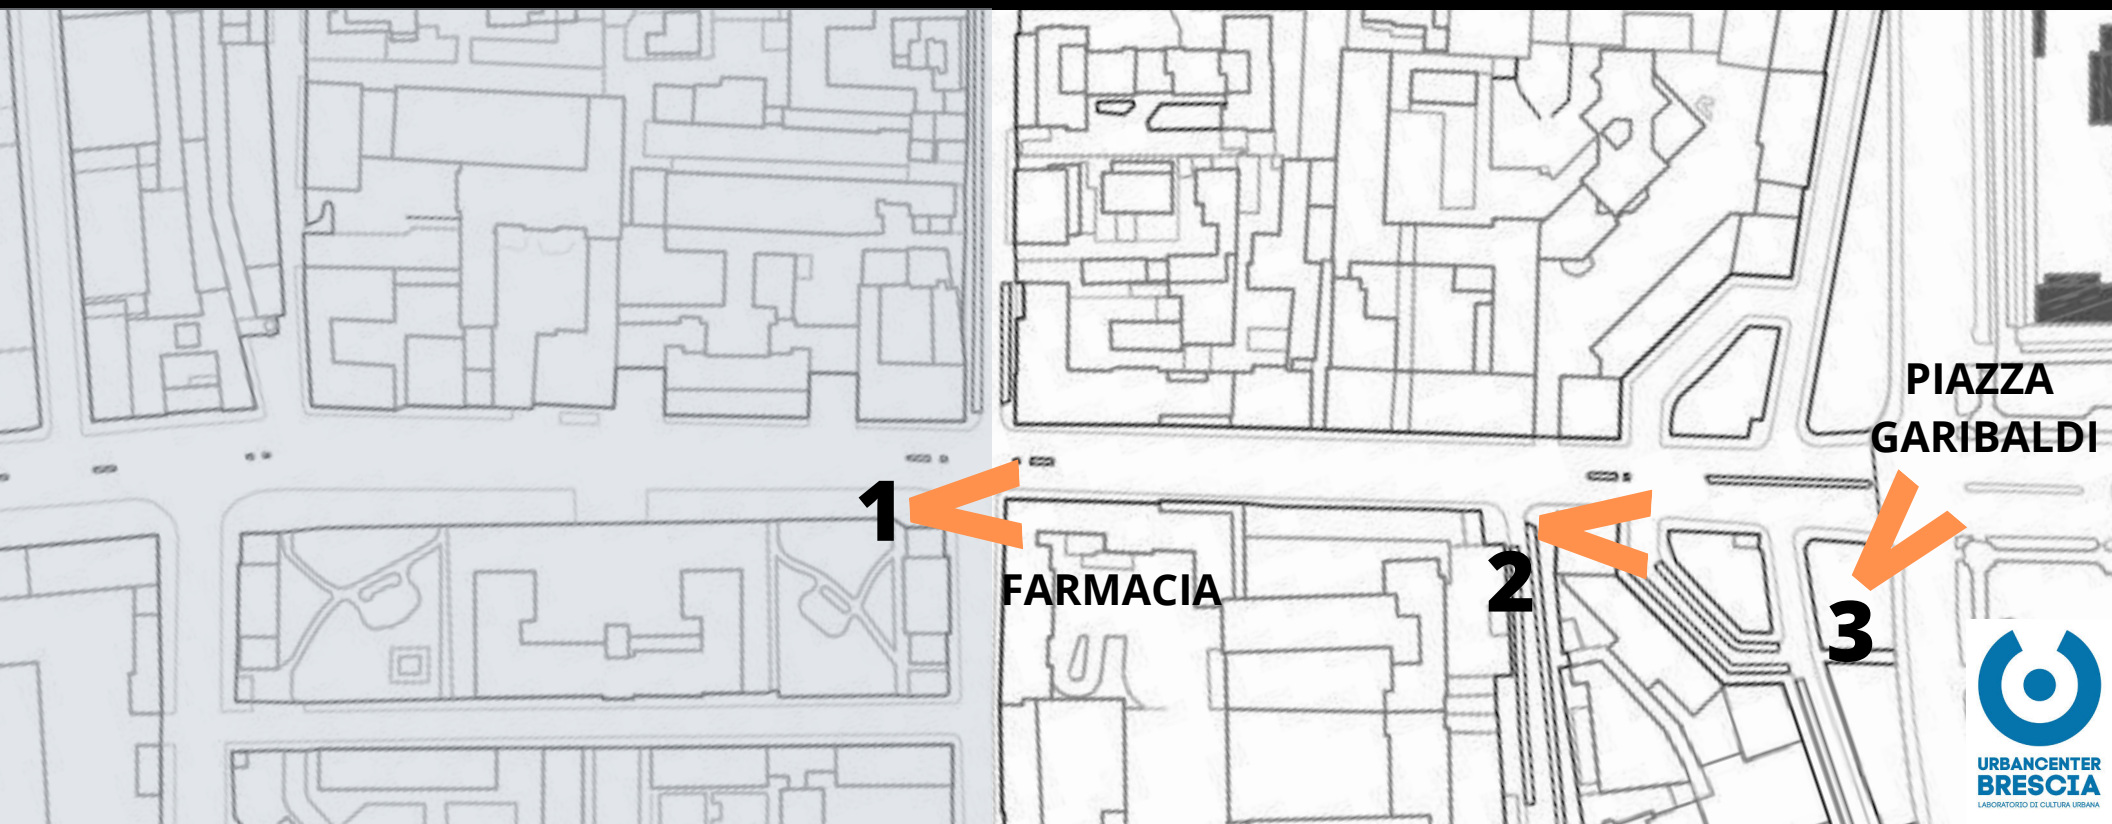 PIAZZA
GARIBALDI
1
2
FARMACIA
3
URBANCENTER
BRESCIA
LABORATORIO DI CULTURA URBANA